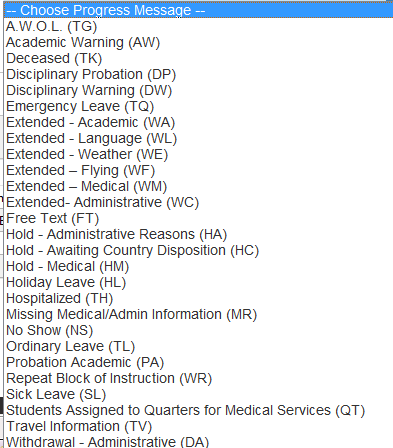 -- Choose Progress Message --
A.W.O.L. (TG)
Academic Warning (AW)
Deceased (TK)
Disciplinary Probation (DP)
Disciplinary Warning (DW)
Emergency Leave (TQ)
Extended - Academic (WA)
Extended - Language (WL)
Extended - Weather (WE)
Extended – Flying (WF)
Extended – Medical (WM)
Extended- Administrative (WC)
Free Text (FT)
Hold - Administrative Reasons (HA)
Hold - Awaiting Country Disposition (HC)
Hold - Medical (HM)
Holiday Leave (HL)
Hospitalized (TH)
Missing Medical/Admin Information (MR)
No Show (NS)
Ordinary Leave (TL)
Probation Academic (PA)
Repeat Block of Instruction (WR)
Sick Leave (SL)
Students Assigned to Quarters for Medical Services (QT)
Travel Information (TV)
Withdrawal - Administrative (DA)